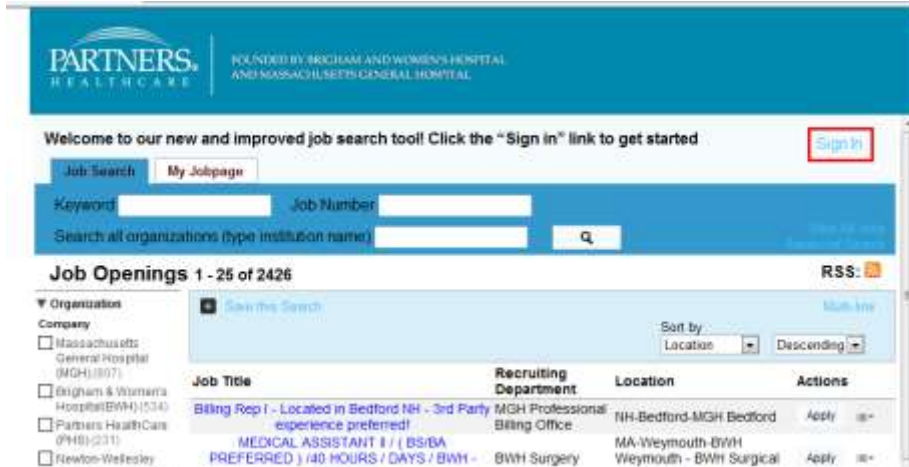 PARTNERS.
HEALTHCARE
FOUNDED BY BRIGHAM AND WOMEN'S HOSPITAL
AND MASSACHUSETTS GENERAL HOSPITAL
Welcome to our new and improved job search tool! Click the "Sign in" link to get started
Sign In
Job Search My Jobpage
Keyword Job Number
Search all organizations (type institution name)
Job Openings 1 - 25 of 2426
RSS:
Organization
Company
Massachusetts
General Hospital
(MGH) (807)
Brigham & Women's
Hospital(BWH) (534)
Partners HealthCare
(PHS) (231)
Newton-Wellesley
Save this Search
Multi-line
Sort by
Location Descending
Job Title Recruiting Department Location Actions
Billing Rep I - Located in Bedford NH - 3rd Party
experience preferred!
MGH Professional
Billing Office
NH-Bedford-MGH Bedford
Apply
MEDICAL ASSISTANT II / ( BS/BA
PREFERRED ) /40 HOURS / DAYS / BWH -
BWH Surgery
MA-Weymouth-BWH
Weymouth - BWH Surgical
Apply